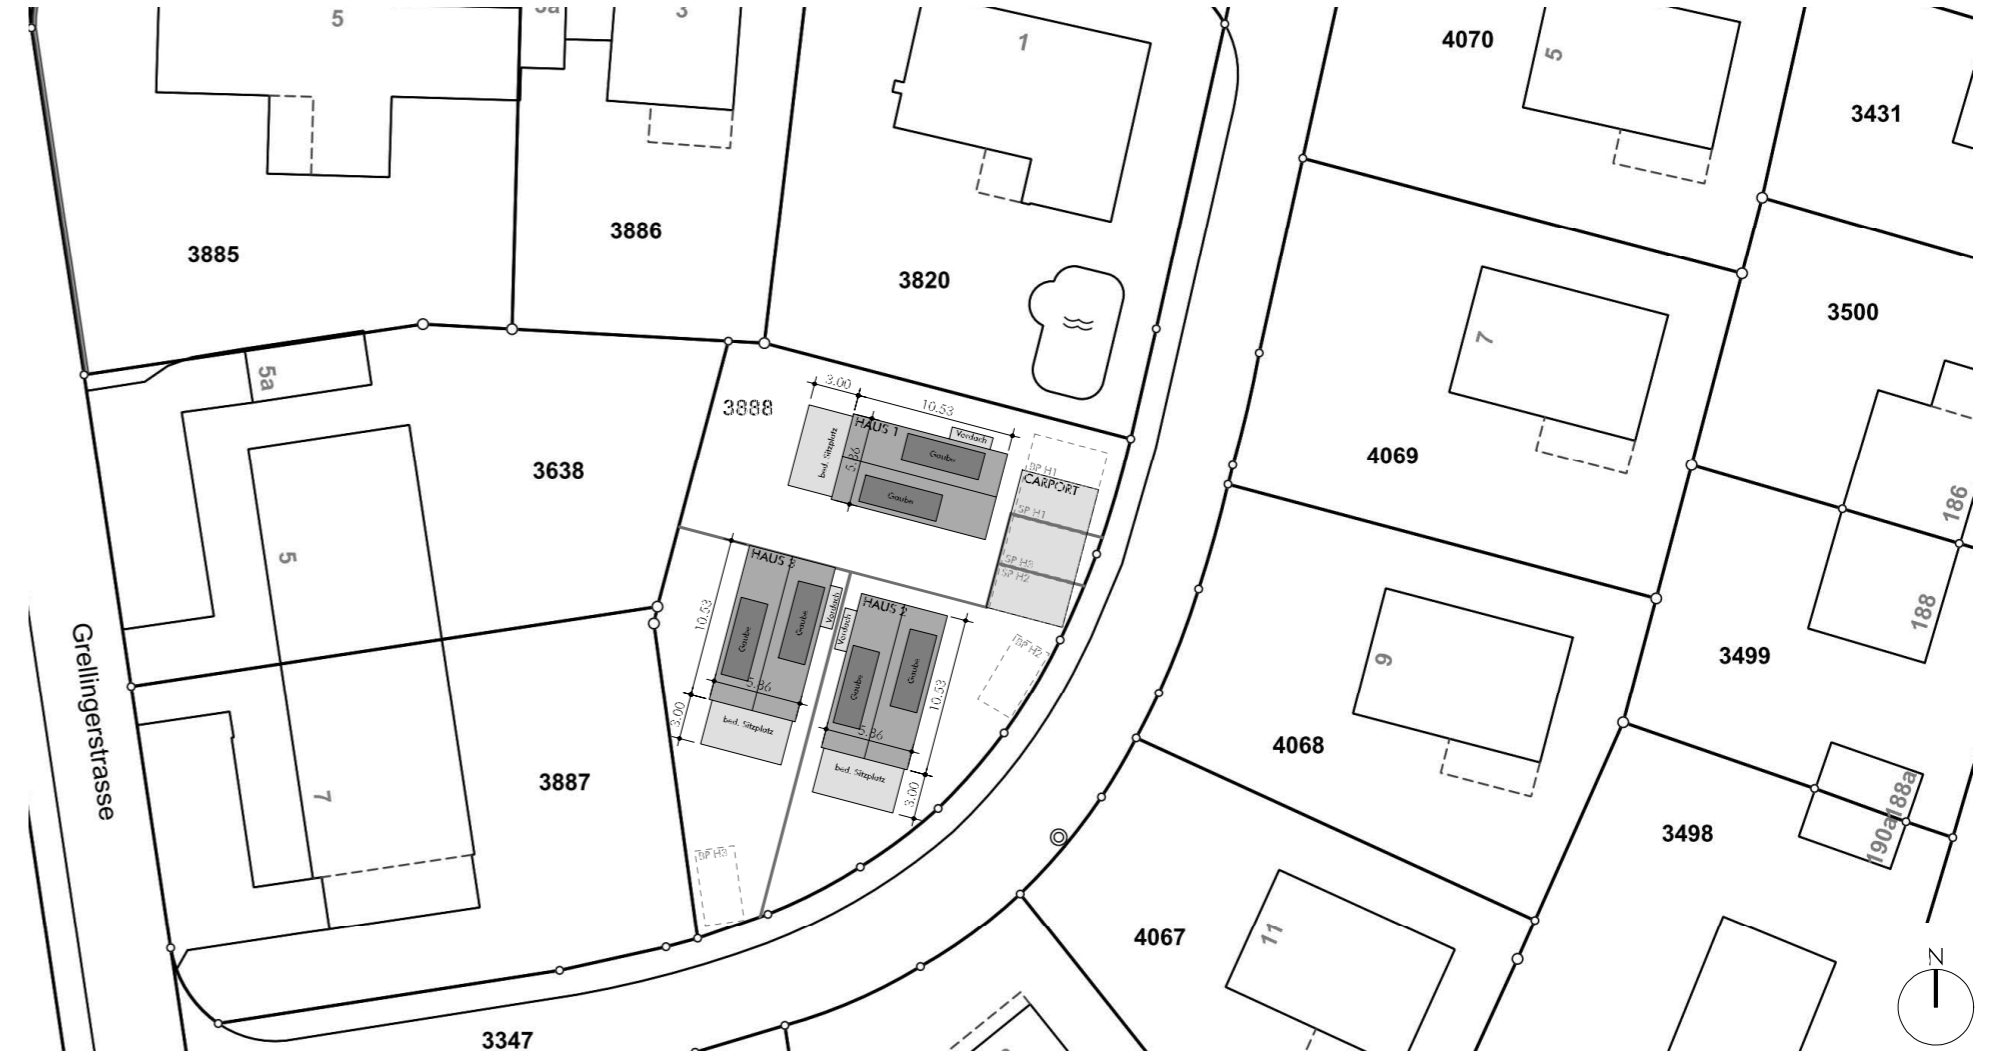 5
3
1
4070
5
3431
3885
3886
3820
3500
7
5a
3888
3.00
10.53
HAUS 1
Vordach
Gaube
bed. Sitzplatz
5.86
Gaube
BP H1
CARPORT
SP H1
SP H3
SP H2
3638
4069
186
188
5
HAUS 3
Vordach
Gaube
Gaube
10.53
5.86
3.00
bed. Sitzplatz
HAUS 2
Vordach
Gaube
Gaube
10.53
5.86
3.00
bed. Sitzplatz
BP H2
BP H3
9
3499
4068
Grellingerstrasse
7
3887
188a
190a
3498
4067
11
N
3347